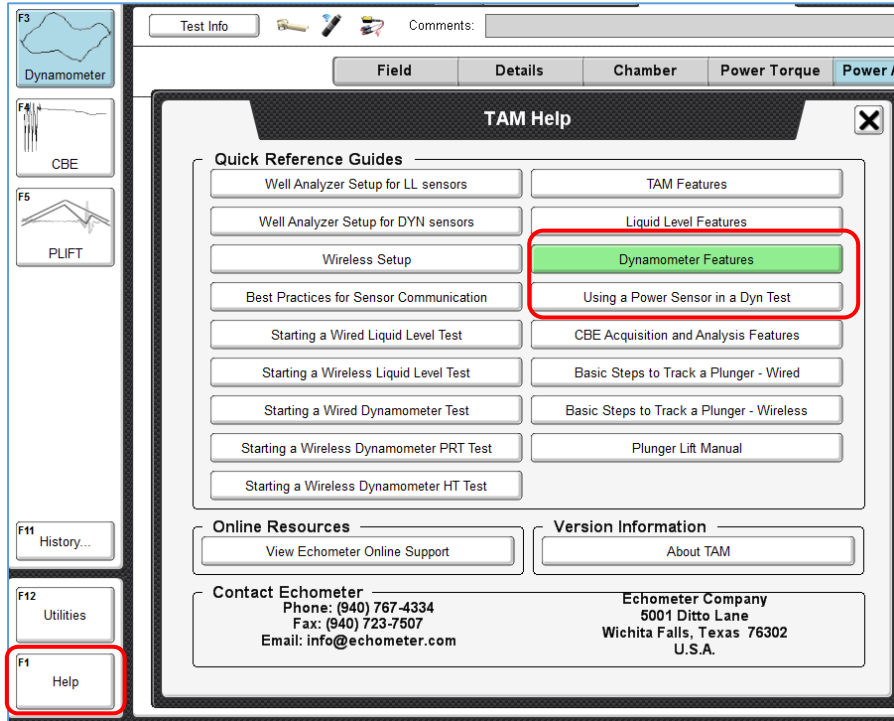 F3
Dynamometer
F4
CBE
F5
PLIFT
F11
History...
F12
Utilities
F1
Help
Test Info
Comments:
Field
Details
Chamber
Power Torque
Power
TAM Help
Quick Reference Guides
Well Analyzer Setup for LL sensors
TAM Features
Well Analyzer Setup for DYN sensors
Liquid Level Features
Wireless Setup
Dynamometer Features
Best Practices for Sensor Communication
Using a Power Sensor in a Dyn Test
Starting a Wired Liquid Level Test
CBE Acquisition and Analysis Features
Starting a Wireless Liquid Level Test
Basic Steps to Track a Plunger - Wired
Starting a Wired Dynamometer Test
Basic Steps to Track a Plunger - Wireless
Starting a Wireless Dynamometer PRT Test
Plunger Lift Manual
Starting a Wireless Dynamometer HT Test
Online Resources
View Echometer Online Support
Version Information
About TAM
Contact Echometer
Phone: (940) 767-4334
Fax: (940) 723-7507
Email: info@echometer.com
Echometer Company
5001 Ditto Lane
Wichita Falls, Texas 76302
U.S.A.